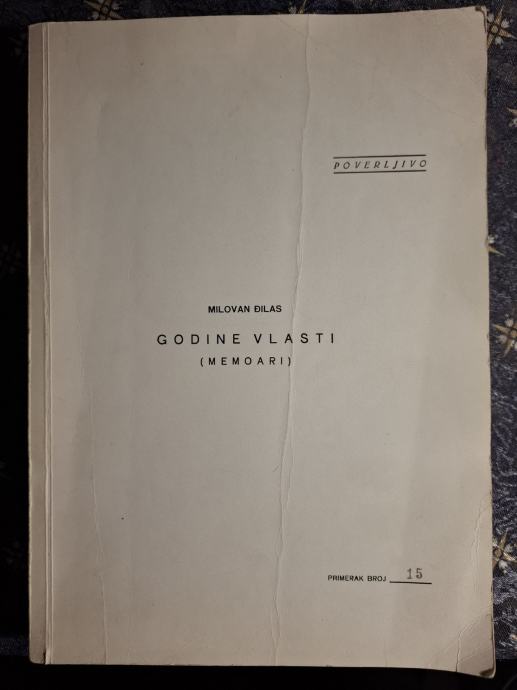 POVERLJIVO
MILOVAN ĐILAS
GODINE VLASTI
(MEMOARI)
PRIMERAK BROJ 15